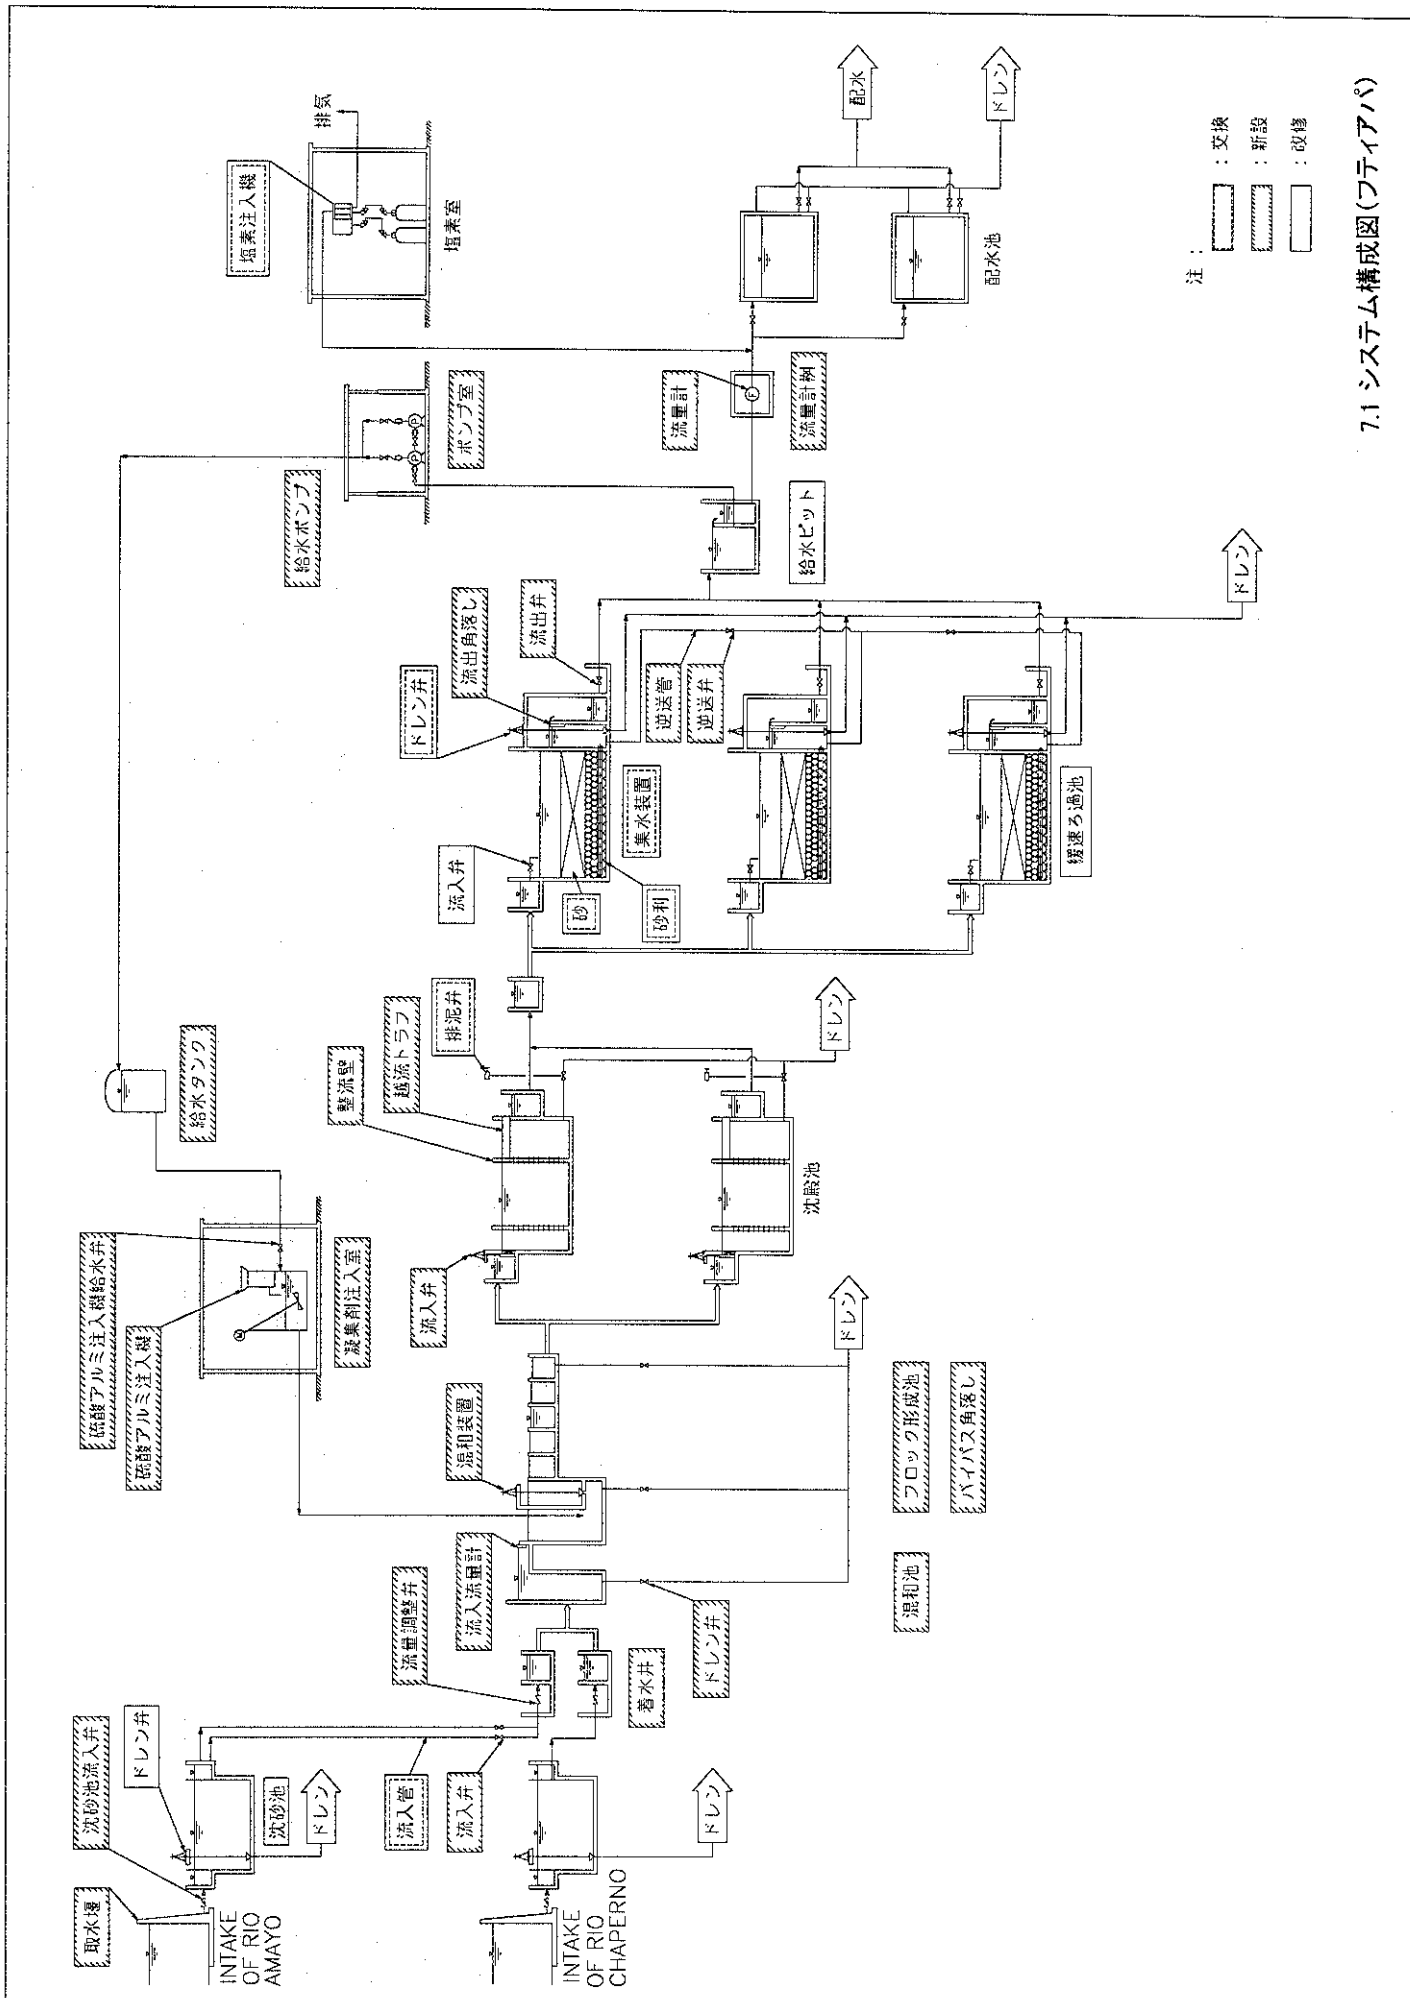 取水堰
沈砂池流入弁
ドレン弁
沈砂池
ドレン
INTAKE
OF RIO
AMAYO
INTAKE
OF RIO
CHAPERNO
ドレン
流入管
流入弁
流量調整弁
着水井
流入流量計
ドレン弁
混和装置
混和池
フロック形成池
バイパス角落し
ドレン
硫酸アルミ注入機給水弁
硫酸アルミ注入機
凝集剤注入室
M
給水タンク
流入弁
整流壁
越流トラフ
排泥弁
沈殿池
ドレン
流入弁
砂
砂利
集水装置
ドレン弁
流出角落し
流出弁
逆送管
逆送弁
緩速ろ過池
ドレン
給水ポンプ
ポンプ室
P
P
給水ピット
流量計
F
流量計桝
塩素注入機
排気
塩素室
配水池
配水
ドレン
注：
：交換
：新設
：改修
7.1 システム構成図(フティアパ)